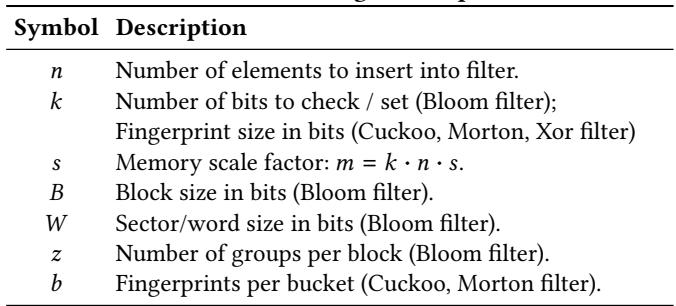 Symbol Description
n Number of elements to insert into filter.
k Number of bits to check / set (Bloom filter);
Fingerprint size in bits (Cuckoo, Morton, Xor filter)
s Memory scale factor: m = k · n · s.
B Block size in bits (Bloom filter).
W Sector/word size in bits (Bloom filter).
z Number of groups per block (Bloom filter).
b Fingerprints per bucket (Cuckoo, Morton filter).